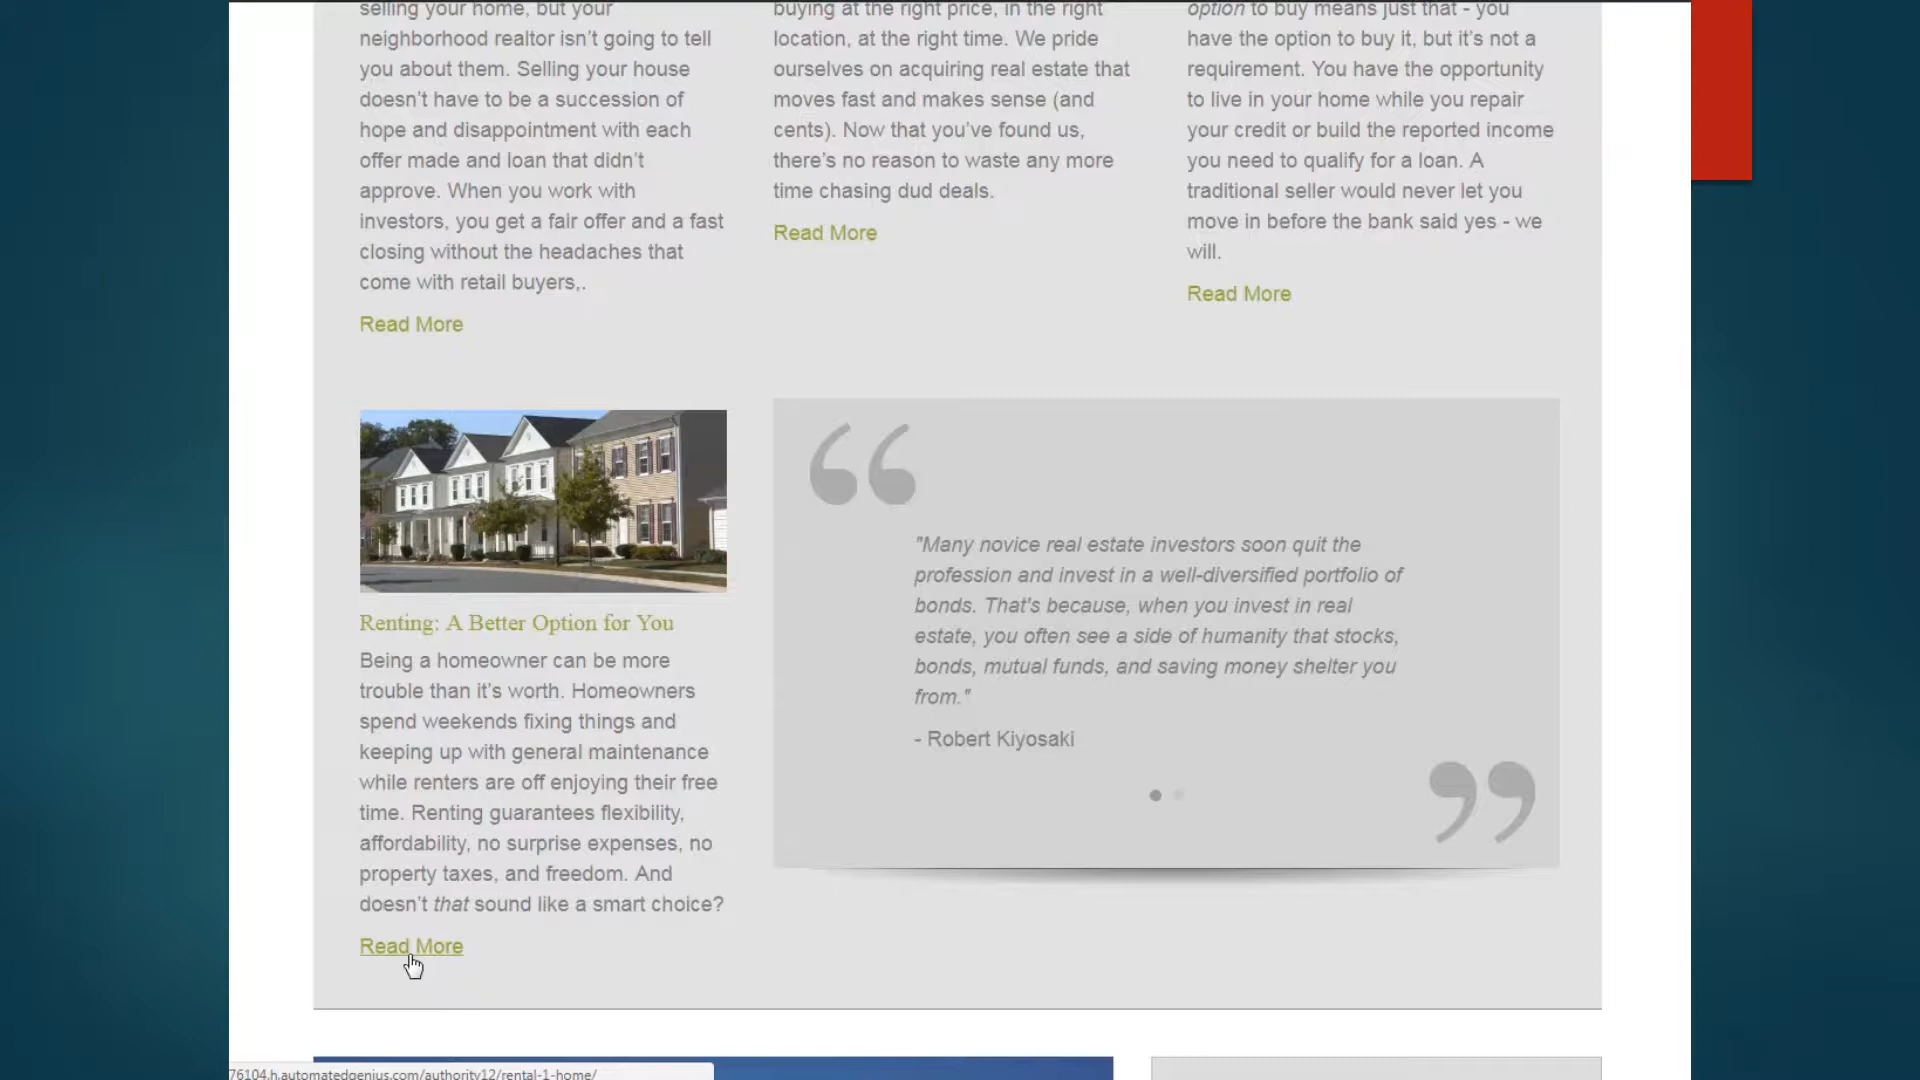 selling your home, but your
neighborhood realtor isn't going to tell
you about them. Selling your house
doesn't have to be a succession of
hope and disappointment with each
offer made and loan that didn't
approve. When you work with
investors, you get a fair offer and a fast
closing without the headaches that
come with retail buyers,.
Read More
buying at the right price, in the right
location, at the right time. We pride
ourselves on acquiring real estate that
moves fast and makes sense (and
cents). Now that you've found us,
there's no reason to waste any more
time chasing dud deals.
Read More
option to buy means just that - you
have the option to buy it, but it's not a
requirement. You have the opportunity
to live in your home while you repair
your credit or build the reported income
you need to qualify for a loan. A
traditional seller would never let you
move in before the bank said yes - we
will.
Read More
Renting: A Better Option for You
Being a homeowner can be more
trouble than it's worth. Homeowners
spend weekends fixing things and
keeping up with general maintenance
while renters are off enjoying their free
time. Renting guarantees flexibility,
affordability, no surprise expenses, no
property taxes, and freedom. And
doesn't that sound like a smart choice?
Read More
"Many novice real estate investors soon quit the
profession and invest in a well-diversified portfolio of
bonds. That's because, when you invest in real
estate, you often see a side of humanity that stocks,
bonds, mutual funds, and saving money shelter you
from."
- Robert Kiyosaki
76104.h.automatedgenius.com/authority12/rental-1-home/